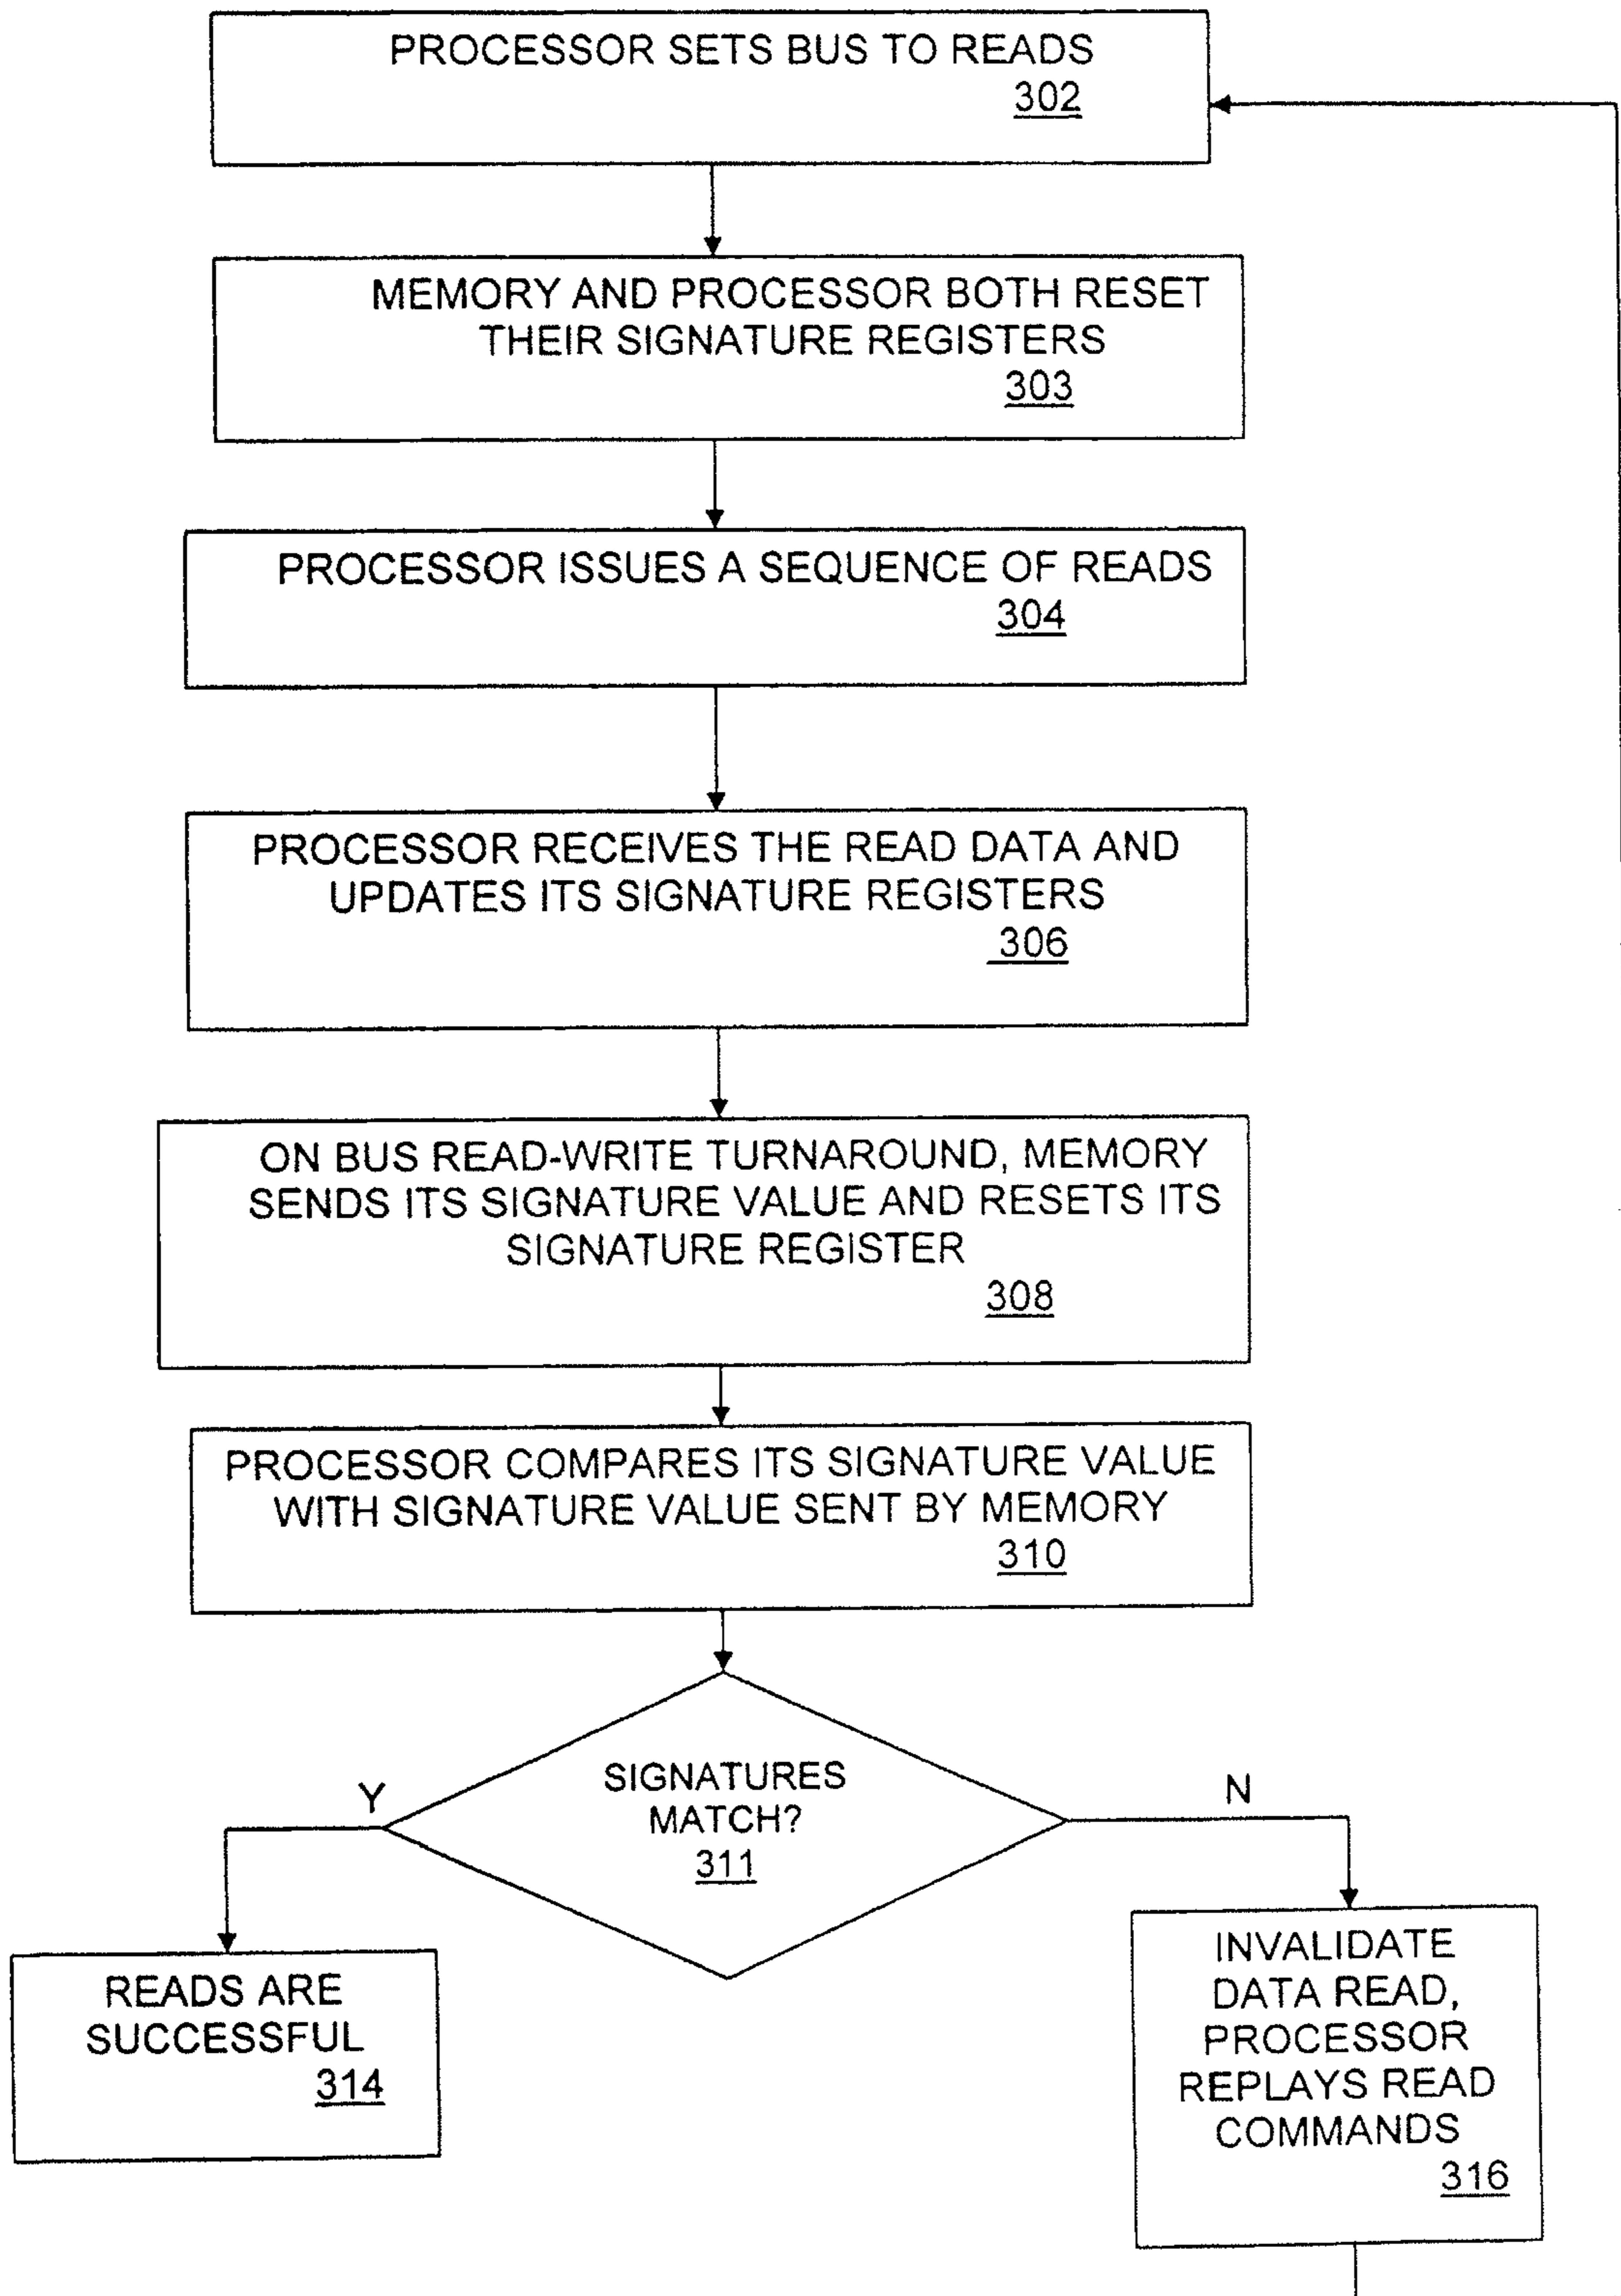 PROCESSOR SETS BUS TO READS
302
MEMORY AND PROCESSOR BOTH RESET
THEIR SIGNATURE REGISTERS
303
PROCESSOR ISSUES A SEQUENCE OF READS
304
PROCESSOR RECEIVES THE READ DATA AND
UPDATES ITS SIGNATURE REGISTERS
306
ON BUS READ-WRITE TURNAROUND, MEMORY
SENDS ITS SIGNATURE VALUE AND RESETS ITS
SIGNATURE REGISTER
308
PROCESSOR COMPARES ITS SIGNATURE VALUE
WITH SIGNATURE VALUE SENT BY MEMORY
310
SIGNATURES
MATCH?
311
Y
N
READS ARE
SUCCESSFUL
314
INVALIDATE
DATA READ,
PROCESSOR
REPLAYS READ
COMMANDS
316